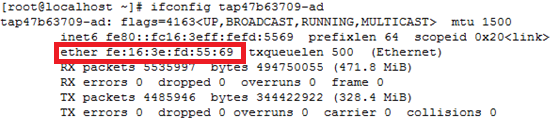 [root@localhost ~]# ifconfig tap47b63709-ad
tap47b63709-ad: flags=4163<UP,BROADCAST,RUNNING,MULTICAST>  mtu 1500
inet6 fe80::fc16:3eff:fefd:5569  prefixlen 64  scopeid 0x20<link>
ether fe:16:3e:fd:55:69  txqueuelen 500  (Ethernet)
RX packets 5535997  bytes 494750055 (471.8 MiB)
RX errors 0  dropped 0  overruns 0  frame 0
TX packets 4485946  bytes 344422922 (328.4 MiB)
TX errors 0  dropped 0 overruns 0  carrier 0  collisions 0